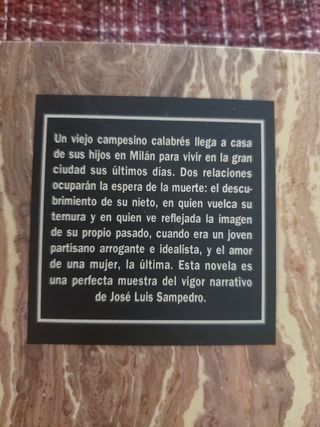 Un viejo campesino calabrés llega a casa
de sus hijos en Milán para vivir en la gran
ciudad sus últimos días. Dos relaciones
ocuparán la espera de la muerte: el descu-
brimiento de su nieto, en quien vuelca su
ternura y en quien ve reflejada la imagen
de su propio pasado, cuando era un joven
partisano arrogante e idealista, y el amor
de una mujer, la última. Esta novela es
una perfecta muestra del vigor narrativo
de José Luis Sampedro.